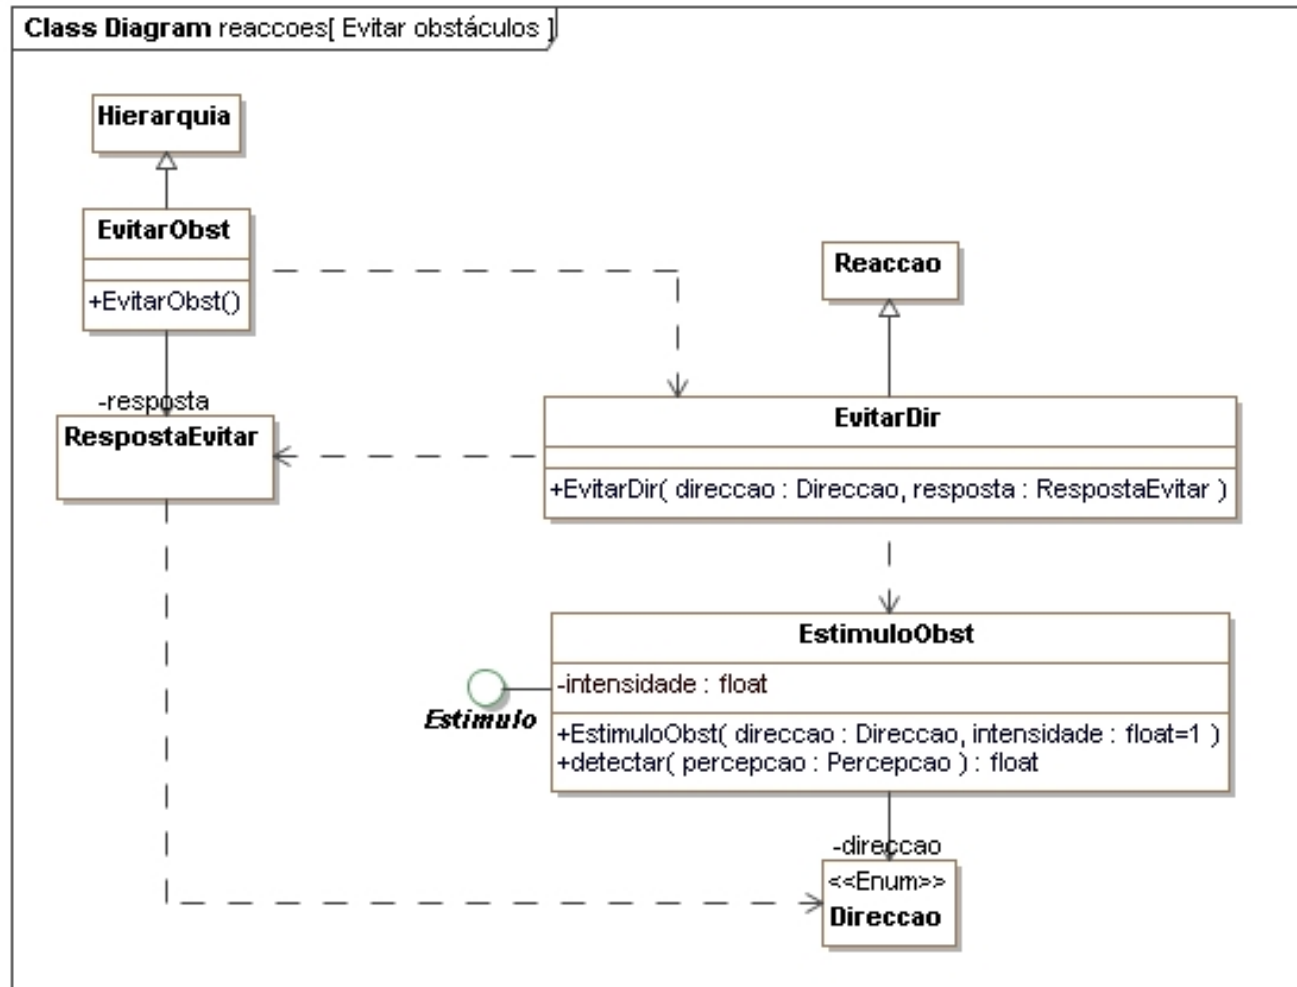 Class Diagram reaccoes[ Evitar obstáculos ]
Hierarquia
EvitarObst
+EvitarObst()
Reaccao
-resposta
RespostaEvitar
EvitarDir
+EvitarDir( direccao : Direccao, resposta : RespostaEvitar )
EstimuloObst
-intensidade : float
Estimulo
+EstimuloObst( direccao : Direccao, intensidade : float=1 )
+detectar( percepcao : Percepcao ) : float
-direccao
<<Enum>>
Direccao